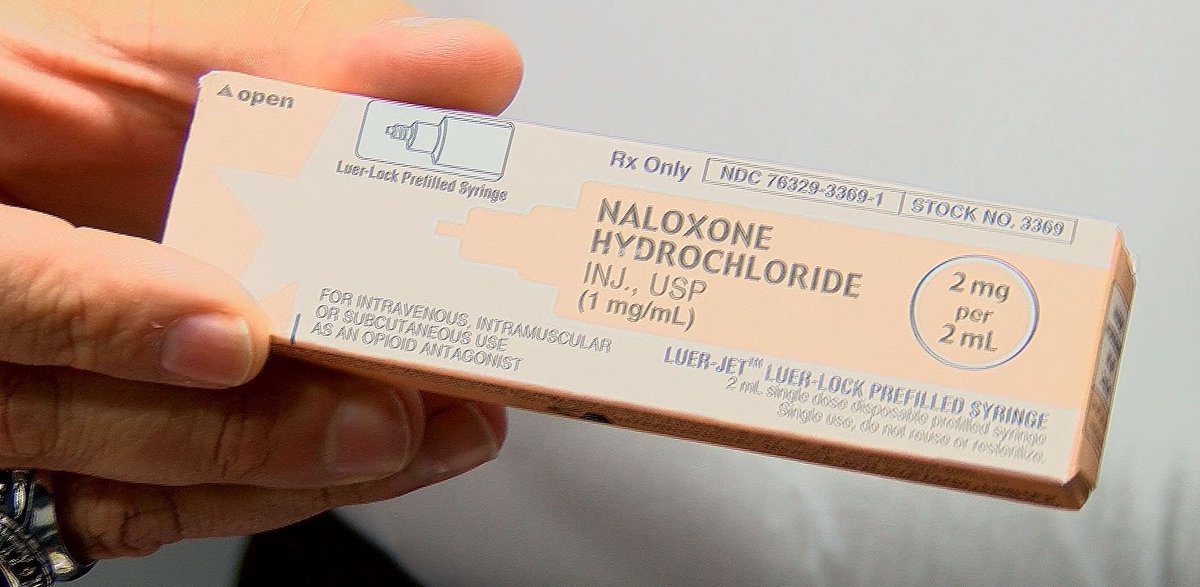 open
Luer-Lock Prefilled Syringe
Rx Only NDC 76329-3369-1 STOCK NO. 3369
NALOXONE
HYDROCHLORIDE
INJ., USP
(1 mg/mL)
2 mg
per
2 mL
FOR INTRAVENOUS, INTRAMUSCULAR
OR SUBCUTANEOUS USE
AS AN OPIOID ANTAGONIST
LUER-JET™ LUER-LOCK PREFILLED SYRINGE
2 mL single dose disposable prefilled syringe
Single use, do not reuse or resterilize.